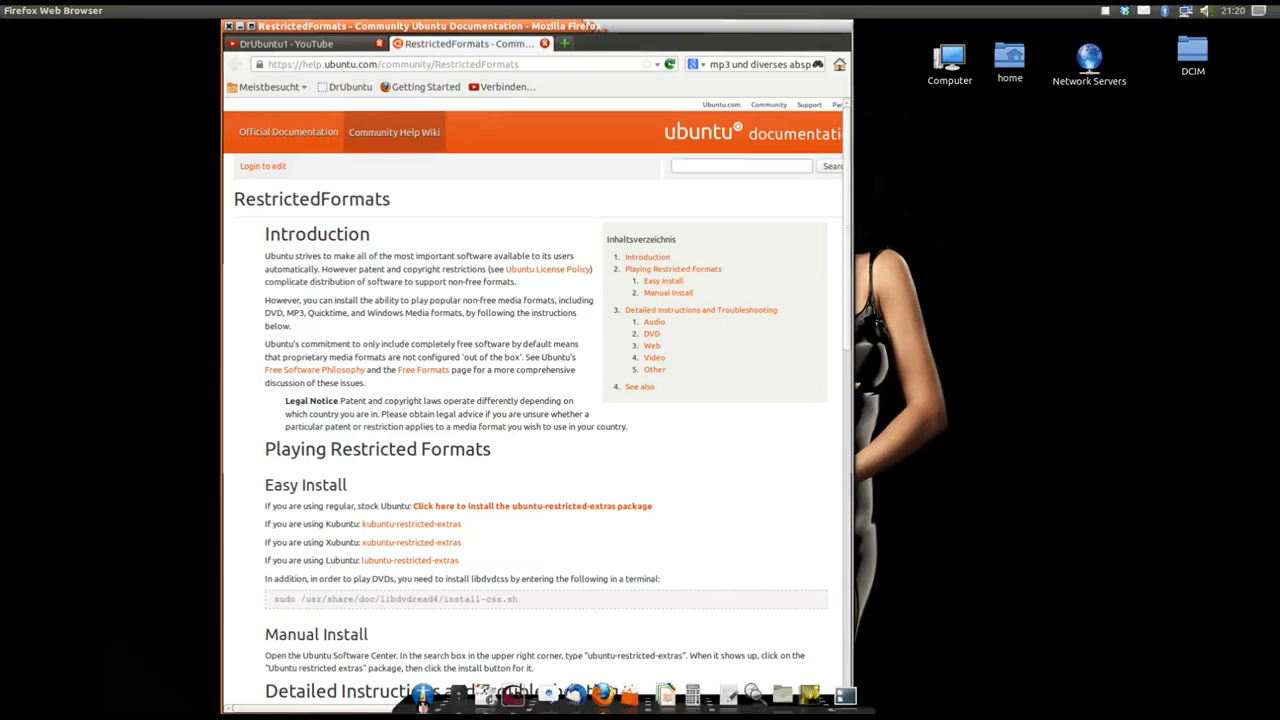 Firefox Web Browser
21:20
RestrictedFormats - Community Ubuntu Documentation - Mozilla Firefox
DrUbuntu1 - YouTube
RestrictedFormats - Comm...
https://help.ubuntu.com/community/RestrictedFormats
mp3 und diverses absp
Meistbesucht
DrUbuntu
Getting Started
Verbinden...
Computer
home
Network Servers
DCIM
Ubuntu.com Community Support Par
Official Documentation
Community Help Wiki
ubuntu documentati
Login to edit
Sear
RestrictedFormats
Introduction
Ubuntu strives to make all of the most important software available to its users
automatically. However patent and copyright restrictions (see Ubuntu License Policy)
complicate distribution of software to support non-free formats.
However, you can install the ability to play popular non-free media formats, including
DVD, MP3, Quicktime, and Windows Media formats, by following the instructions
below.
Ubuntu's commitment to only include completely free software by default means
that proprietary media formats are not configured 'out of the box'. See Ubuntu's
Free Software Philosophy and the Free Formats page for a more comprehensive
discussion of these issues.
Legal Notice Patent and copyright laws operate differently depending on
which country you are in. Please obtain legal advice if you are unsure whether a
particular patent or restriction applies to a media format you wish to use in your country.
Inhaltsverzeichnis
1. Introduction
2. Playing Restricted Formats
1. Easy Install
2. Manual Install
3. Detailed Instructions and Troubleshooting
1. Audio
2. DVD
3. Web
4. Video
5. Other
4. See also
Playing Restricted Formats
Easy Install
If you are using regular, stock Ubuntu: Click here to install the ubuntu-restricted-extras package
If you are using Kubuntu: kubuntu-restricted-extras
If you are using Xubuntu: xubuntu-restricted-extras
If you are using Lubuntu: lubuntu-restricted-extras
In addition, in order to play DVDs, you need to install libdvdcss by entering the following in a terminal:
sudo /usr/share/doc/libdvdread4/install-css.sh
Manual Install
Open the Ubuntu Software Center. In the search box in the upper right corner, type "ubuntu-restricted-extras". When it shows up, click on the
"Ubuntu restricted extras" package, then click the install button for it.
Detailed Instructions and Troubleshooting